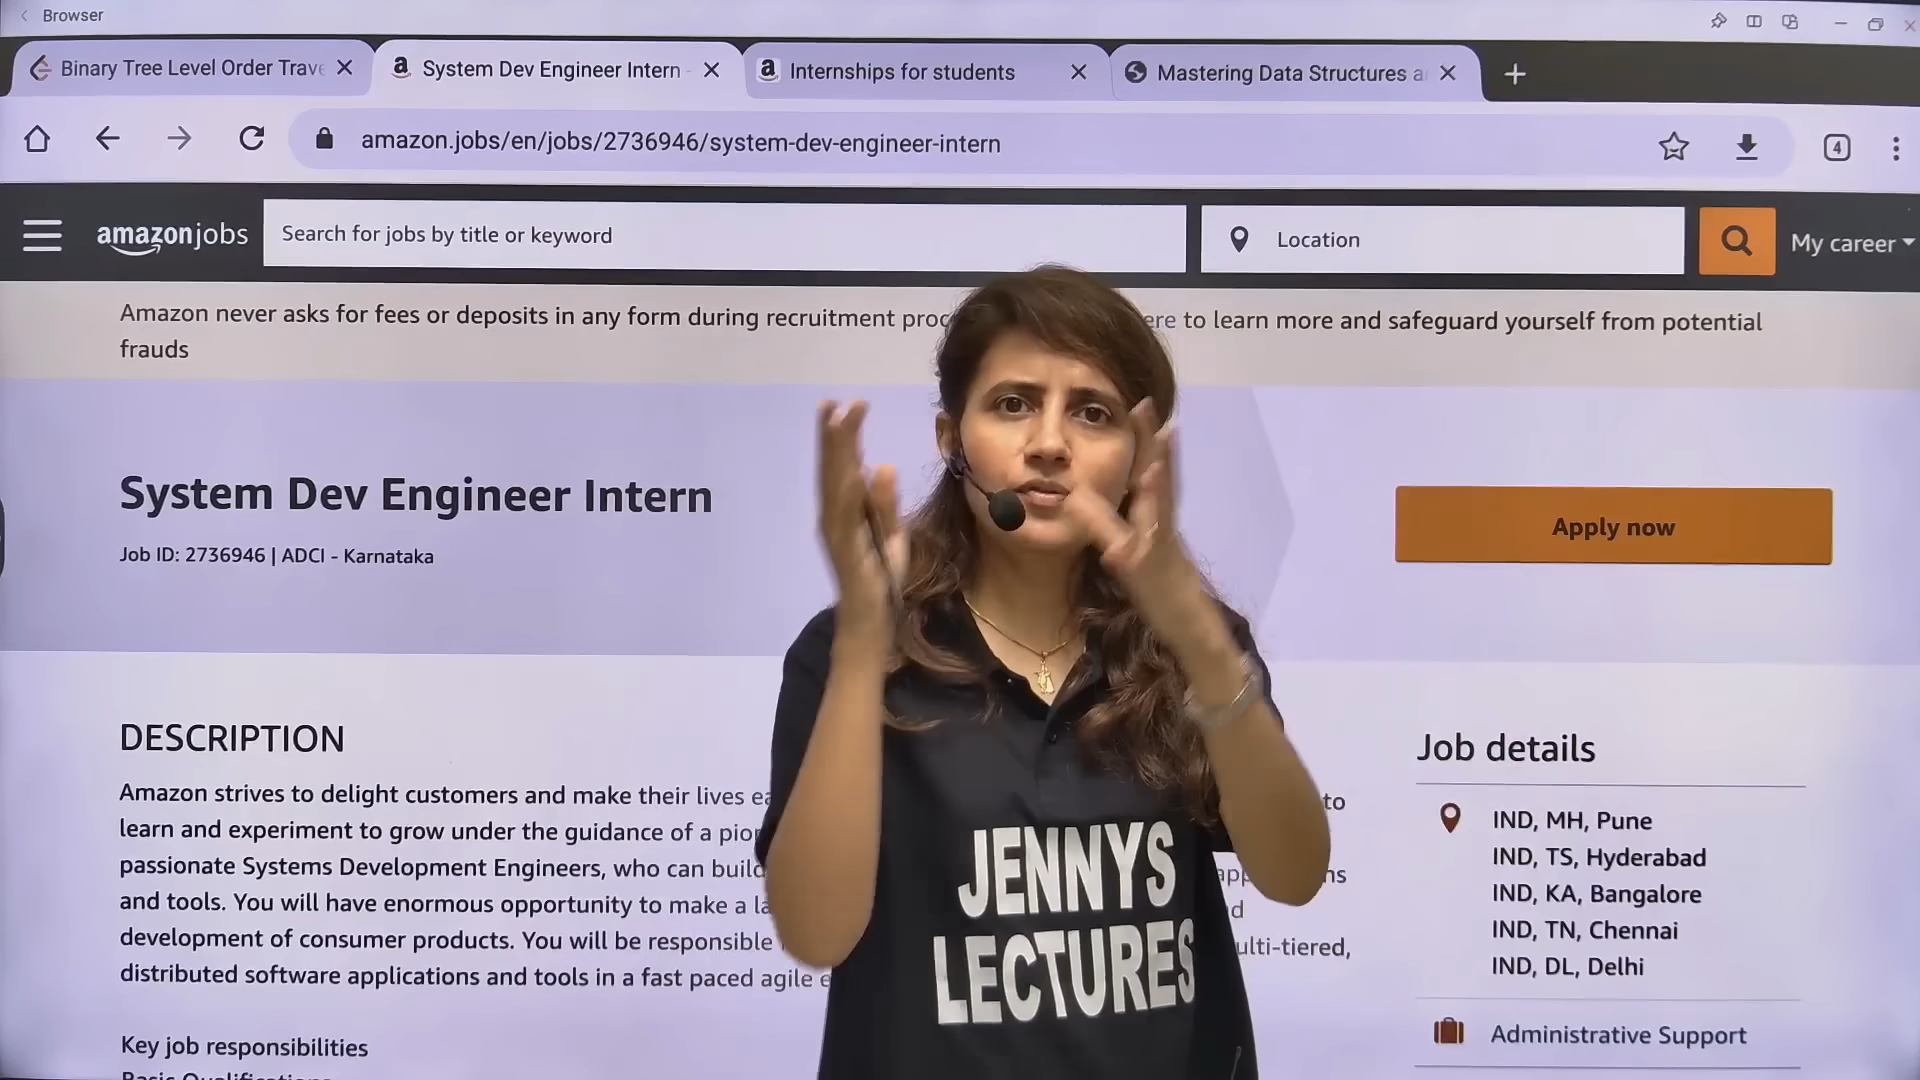 Browser
Binary Tree Level Order Trave
System Dev Engineer Intern -
Internships for students
Mastering Data Structures a
amazon.jobs/en/jobs/2736946/system-dev-engineer-intern
4
amazonjobs
Search for jobs by title or keyword
Location
My career
Amazon never asks for fees or deposits in any form during recruitment proc ere to learn more and safeguard yourself from potential
frauds
System Dev Engineer Intern
Job ID: 2736946 | ADCI - Karnataka
Apply now
DESCRIPTION
Amazon strives to delight customers and make their lives ea to
learn and experiment to grow under the guidance of a pion
passionate Systems Development Engineers, who can build app ns
and tools. You will have enormous opportunity to make a la d
development of consumer products. You will be responsible ulti-tiered,
distributed software applications and tools in a fast paced agile e
Key job responsibilities
Job details
IND, MH, Pune
IND, TS, Hyderabad
IND, KA, Bangalore
IND, TN, Chennai
IND, DL, Delhi
Administrative Support
JENNYS
LECTURES